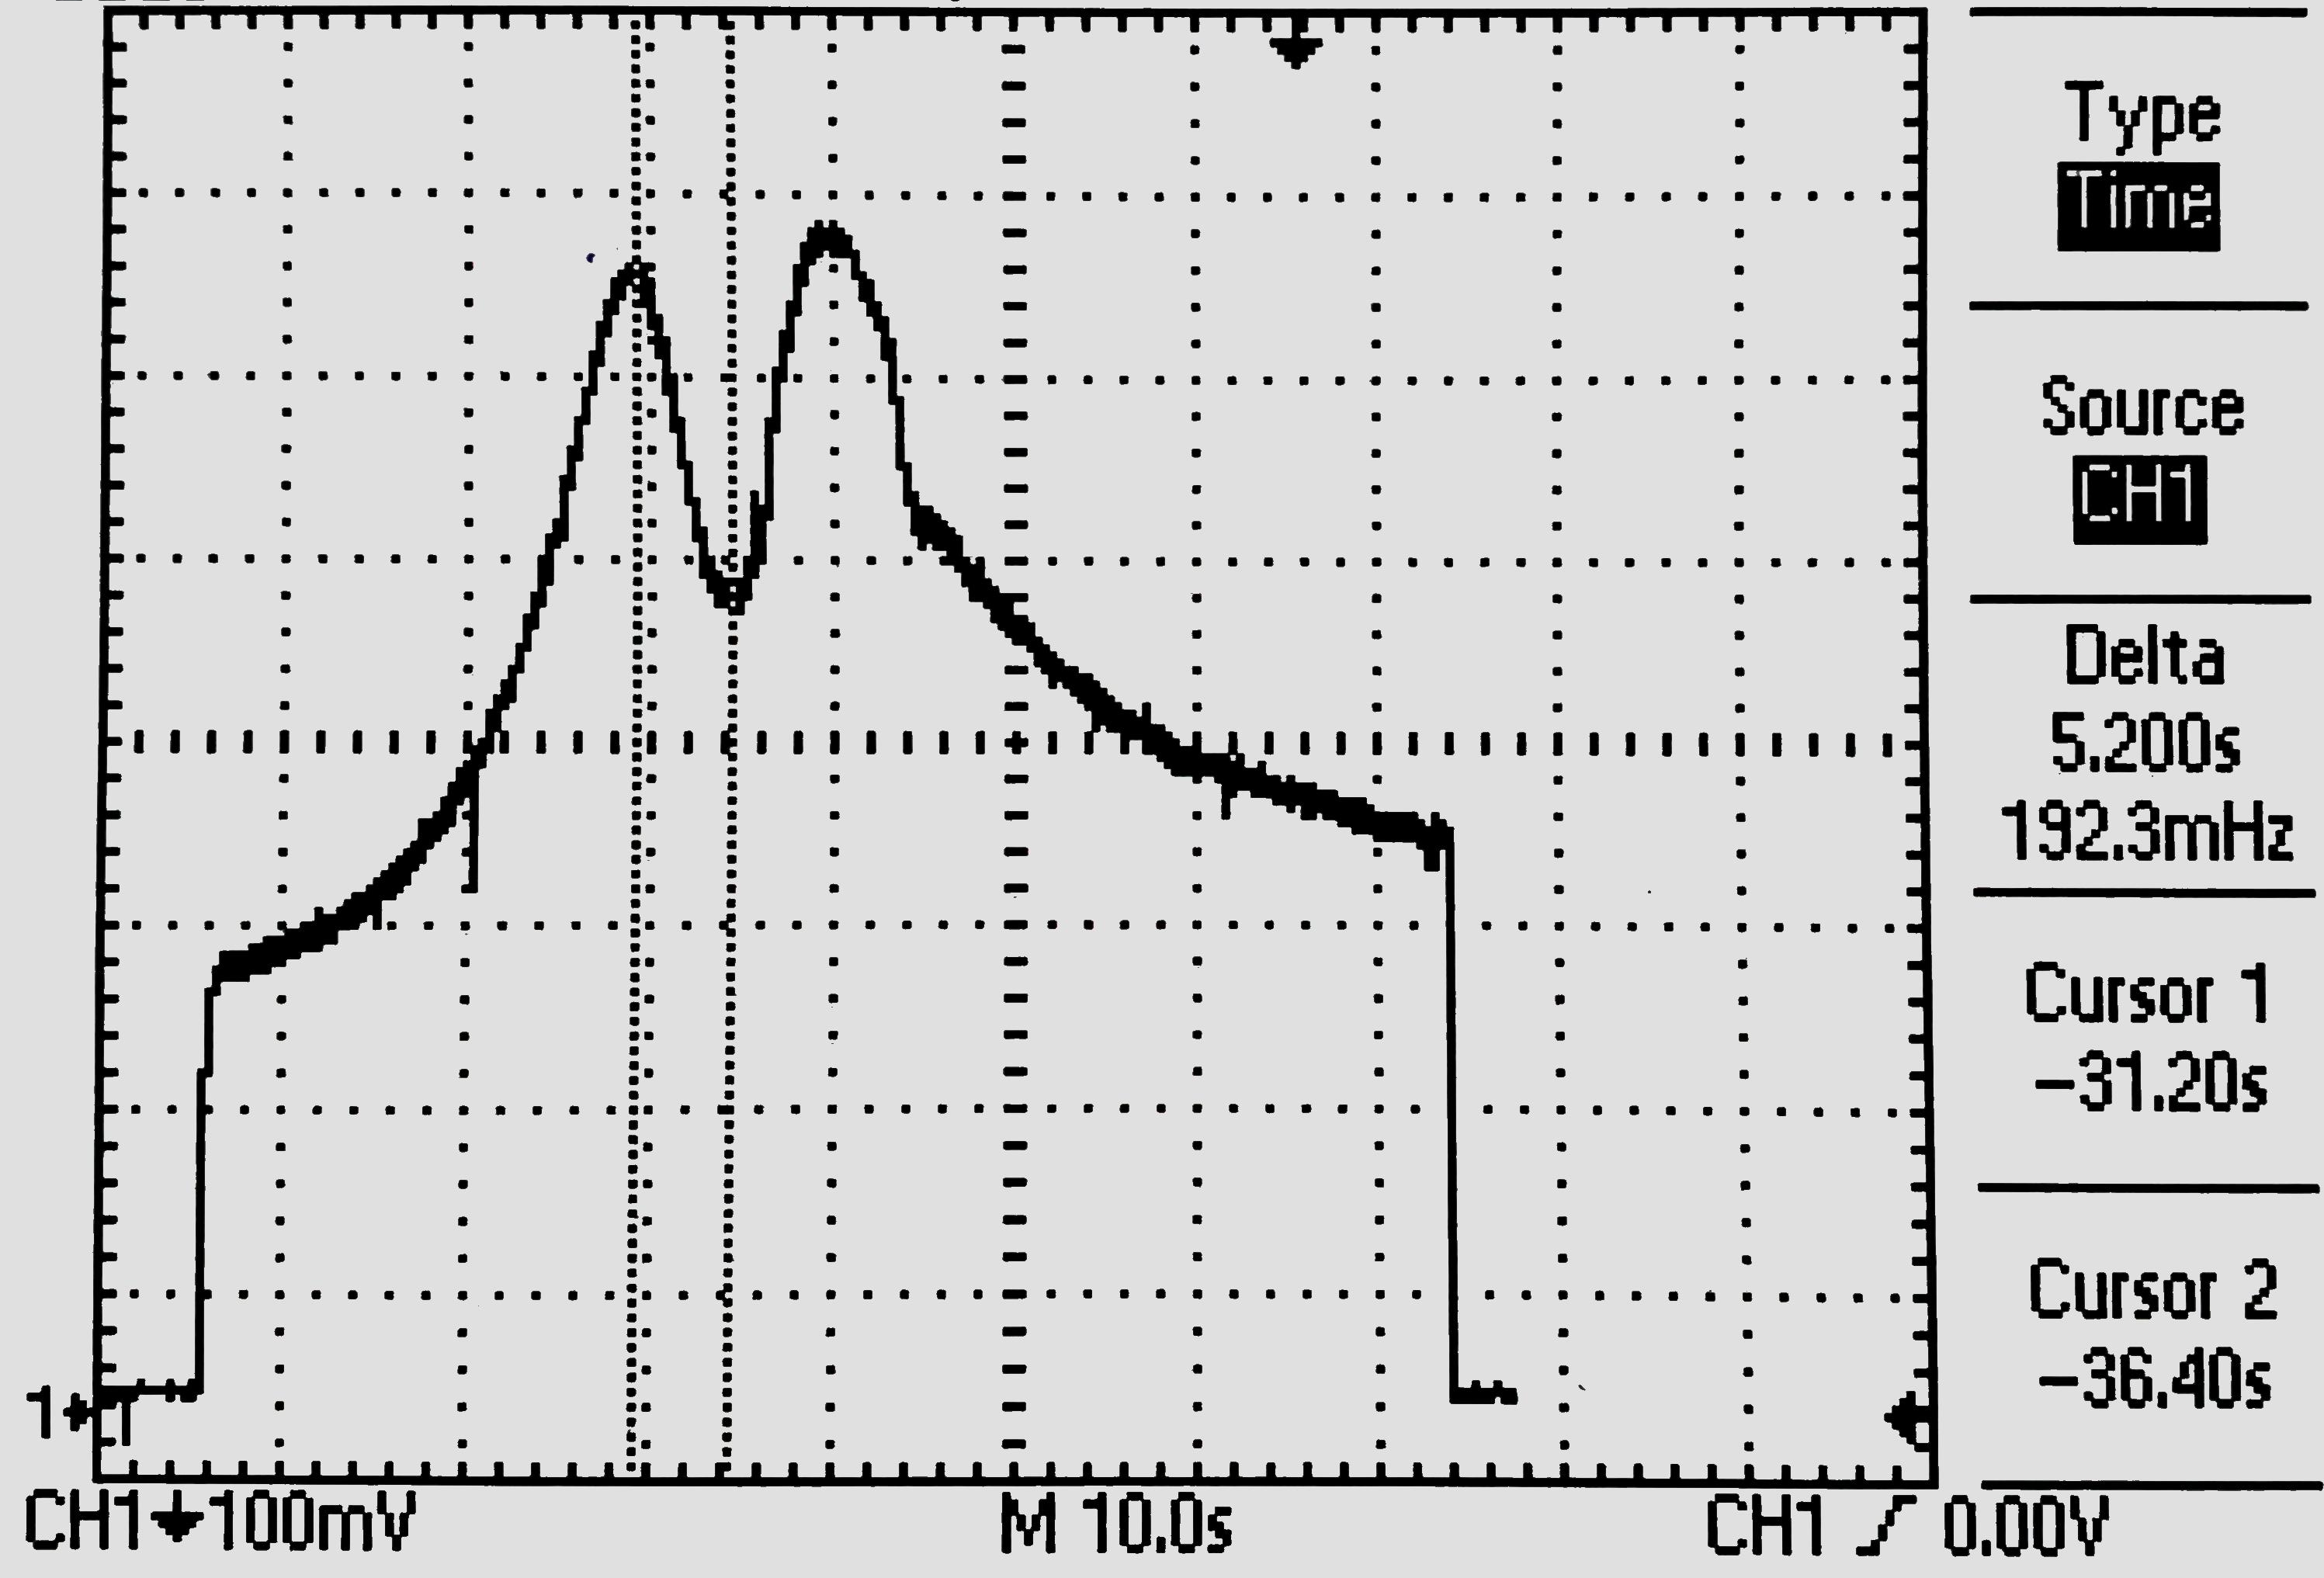 Type
Time
Source
CH1
Delta
5.200s
192.3mHz
Cursor 1
-31.20s
Cursor 2
-36.40s
1
CH1 100mV
M 10.0s
CH1 0.00V